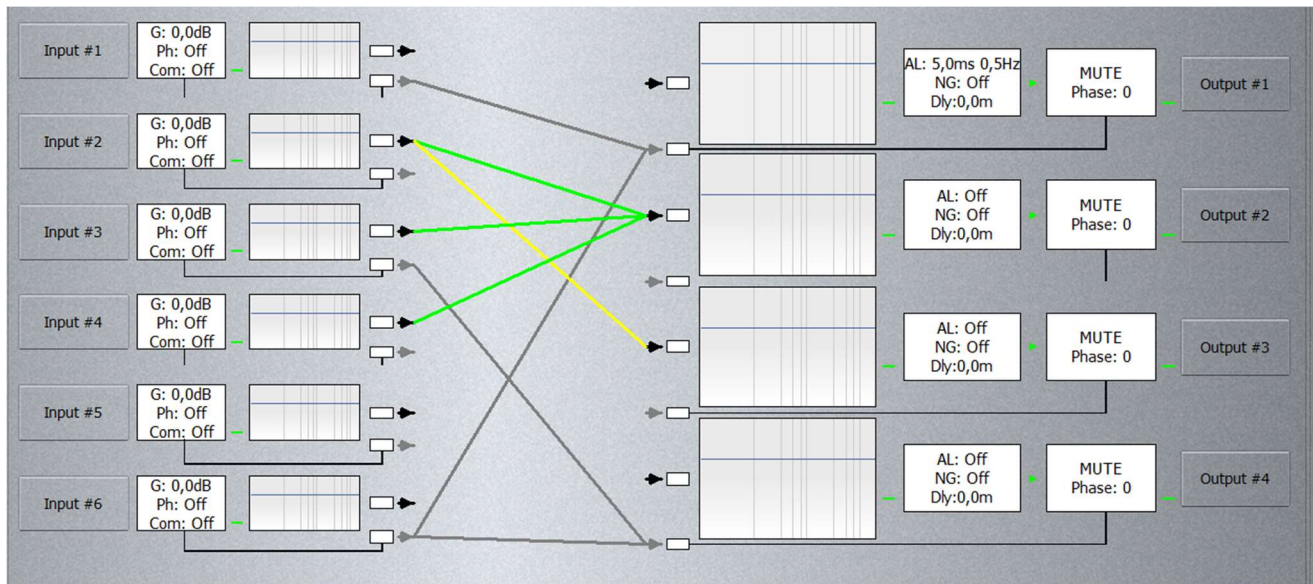 Input #1
G: 0,0dB
Ph: Off
Com: Off
AL: 5,0ms 0,5Hz
NG: Off
Dly:0,0m
MUTE
Phase: 0
Output #1
Input #2
G: 0,0dB
Ph: Off
Com: Off
AL: Off
NG: Off
Dly:0,0m
MUTE
Phase: 0
Output #2
Input #3
G: 0,0dB
Ph: Off
Com: Off
Input #4
G: 0,0dB
Ph: Off
Com: Off
AL: Off
NG: Off
Dly:0,0m
MUTE
Phase: 0
Output #3
Input #5
G: 0,0dB
Ph: Off
Com: Off
Input #6
G: 0,0dB
Ph: Off
Com: Off
AL: Off
NG: Off
Dly:0,0m
MUTE
Phase: 0
Output #4